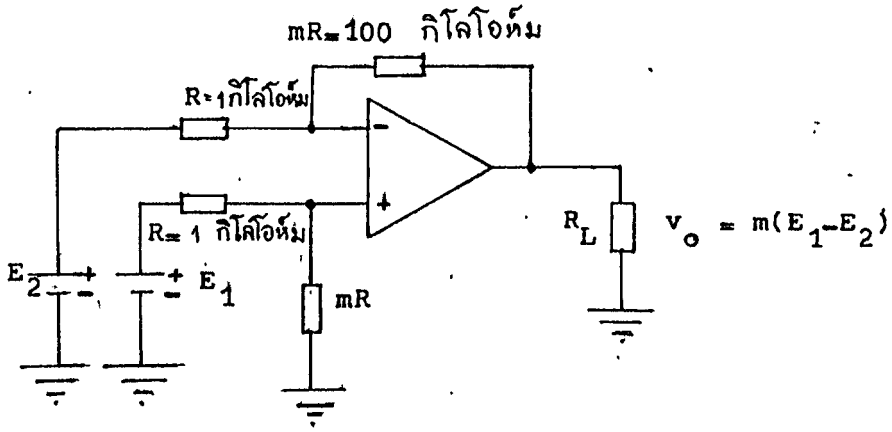 mR=100 กิโลโอห์ม
R=1กิโลโอห์ม
-
+
R=1 กิโลโอห์ม
E2 + -
+ - E1
mR
RL
vo = m(E1-E2)